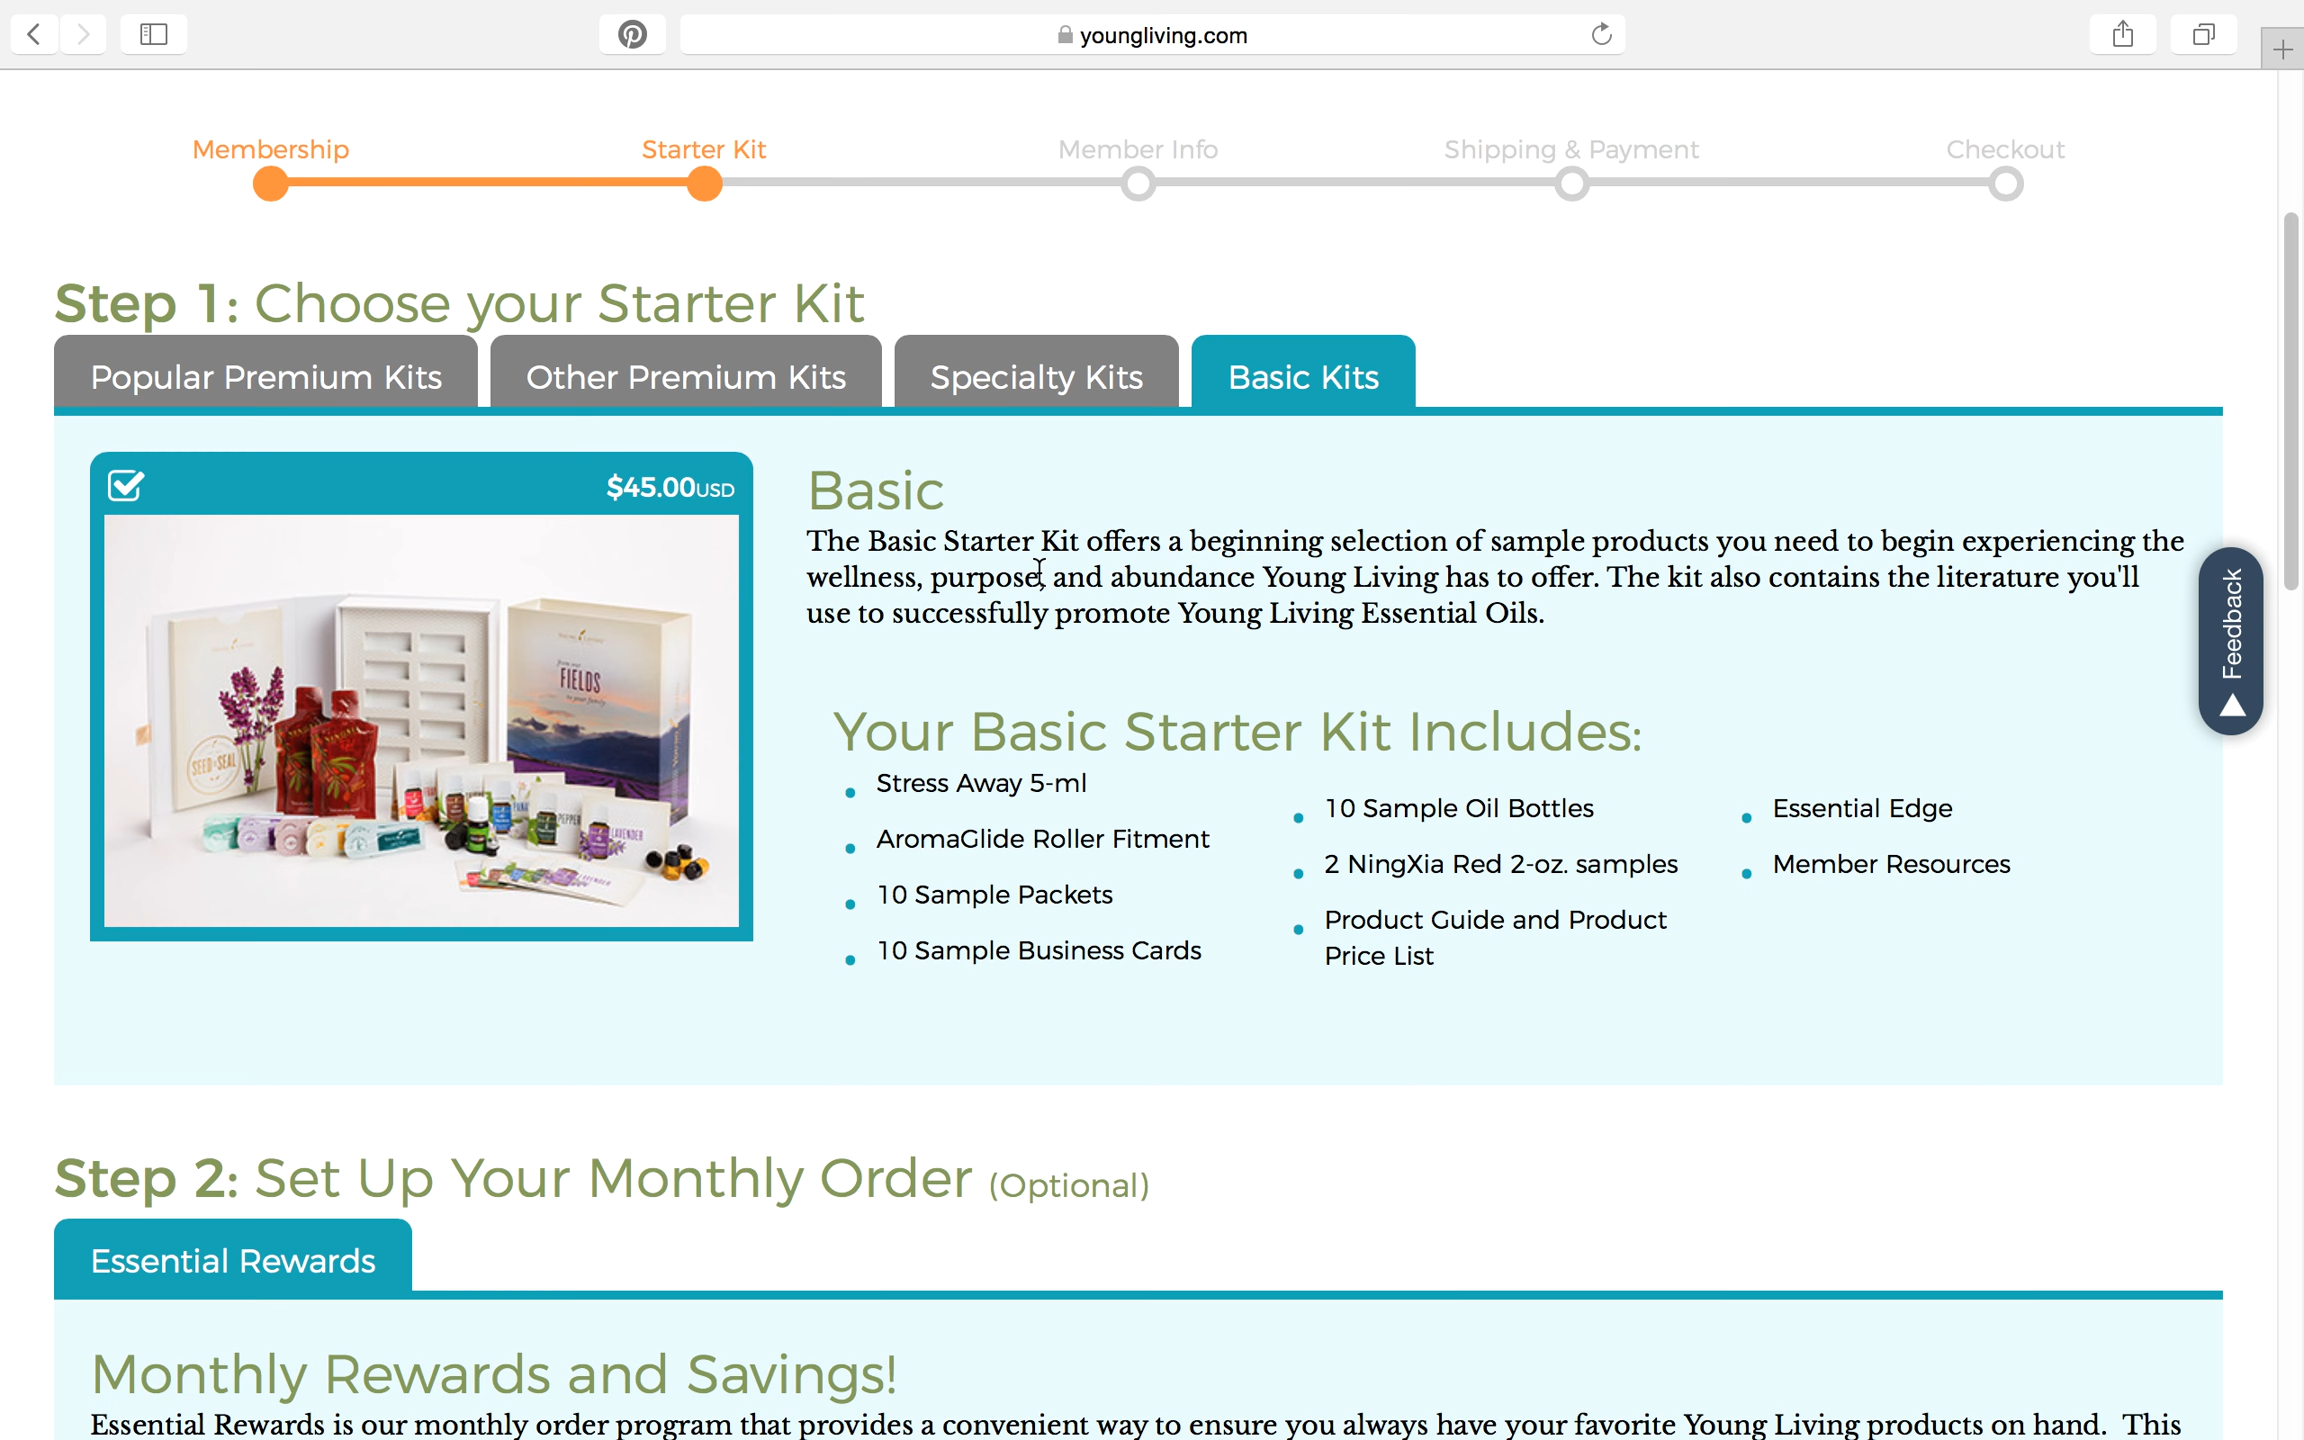 youngliving.com
Membership
Starter Kit
Member Info
Shipping & Payment
Checkout
Step 1: Choose your Starter Kit
Popular Premium Kits
Other Premium Kits
Specialty Kits
Basic Kits
$45.00USD
FIELDS
SEED to SEAL
PEPPER
LAVENDER
Basic
The Basic Starter Kit offers a beginning selection of sample products you need to begin experiencing the
wellness, purpose, and abundance Young Living has to offer. The kit also contains the literature you'll
use to successfully promote Young Living Essential Oils.
Your Basic Starter Kit Includes:
Stress Away 5-ml
AromaGlide Roller Fitment
10 Sample Packets
10 Sample Business Cards
10 Sample Oil Bottles
2 NingXia Red 2-oz. samples
Product Guide and Product
Price List
Essential Edge
Member Resources
Feedback
Step 2: Set Up Your Monthly Order (Optional)
Essential Rewards
Monthly Rewards and Savings!
Essential Rewards is our monthly order program that provides a convenient way to ensure you always have your favorite Young Living products on hand. This